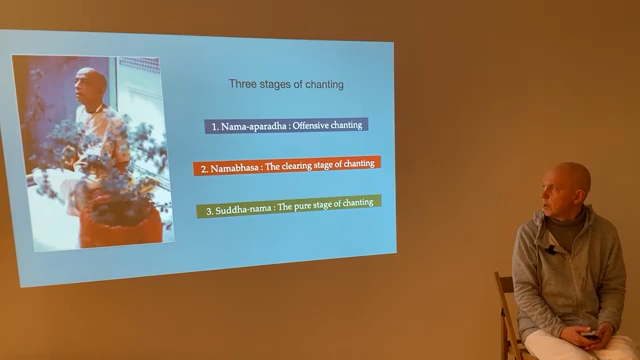 Three stages of chanting
1. Nama-aparadha : Offensive chanting
2. Namabhasa : The clearing stage of chanting
3. Suddha-nama : The pure stage of chanting